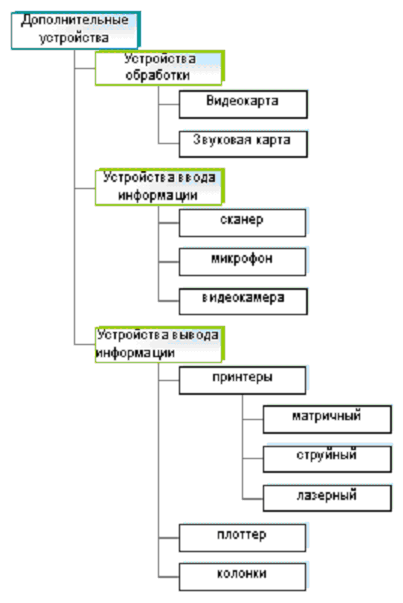 Дополнительные
устройства
Устройства
обработки
Видеокарта
Звуковая карта
Устройства ввода
информации
сканер
микрофон
видеокамера
Устройства вывода
информации
принтеры
матричный
струйный
лазерный
плоттер
колонки